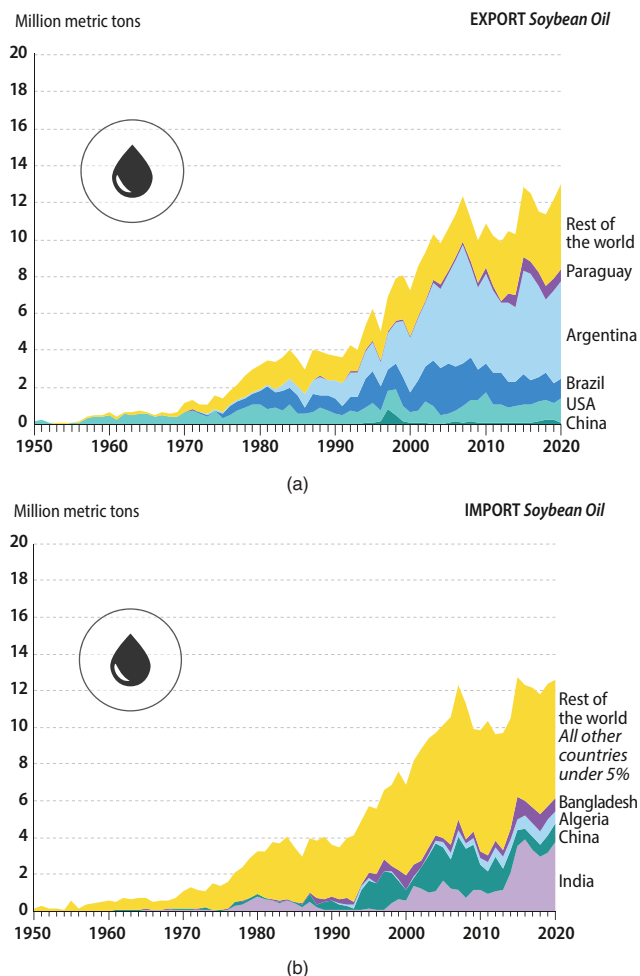 Million metric tons
EXPORT Soybean Oil
20
18
16
14
12
10
8
6
4
2
0
Rest of
the world
Paraguay
Argentina
Brazil
USA
China
1950 1960 1970 1980 1990 2000 2010 2020
(a)
Million metric tons
IMPORT Soybean Oil
20
18
16
14
12
10
8
6
4
2
0
Rest of
the world
All other
countries
under 5%
Bangladesh
Algeria
China
India
1950 1960 1970 1980 1990 2000 2010 2020
(b)